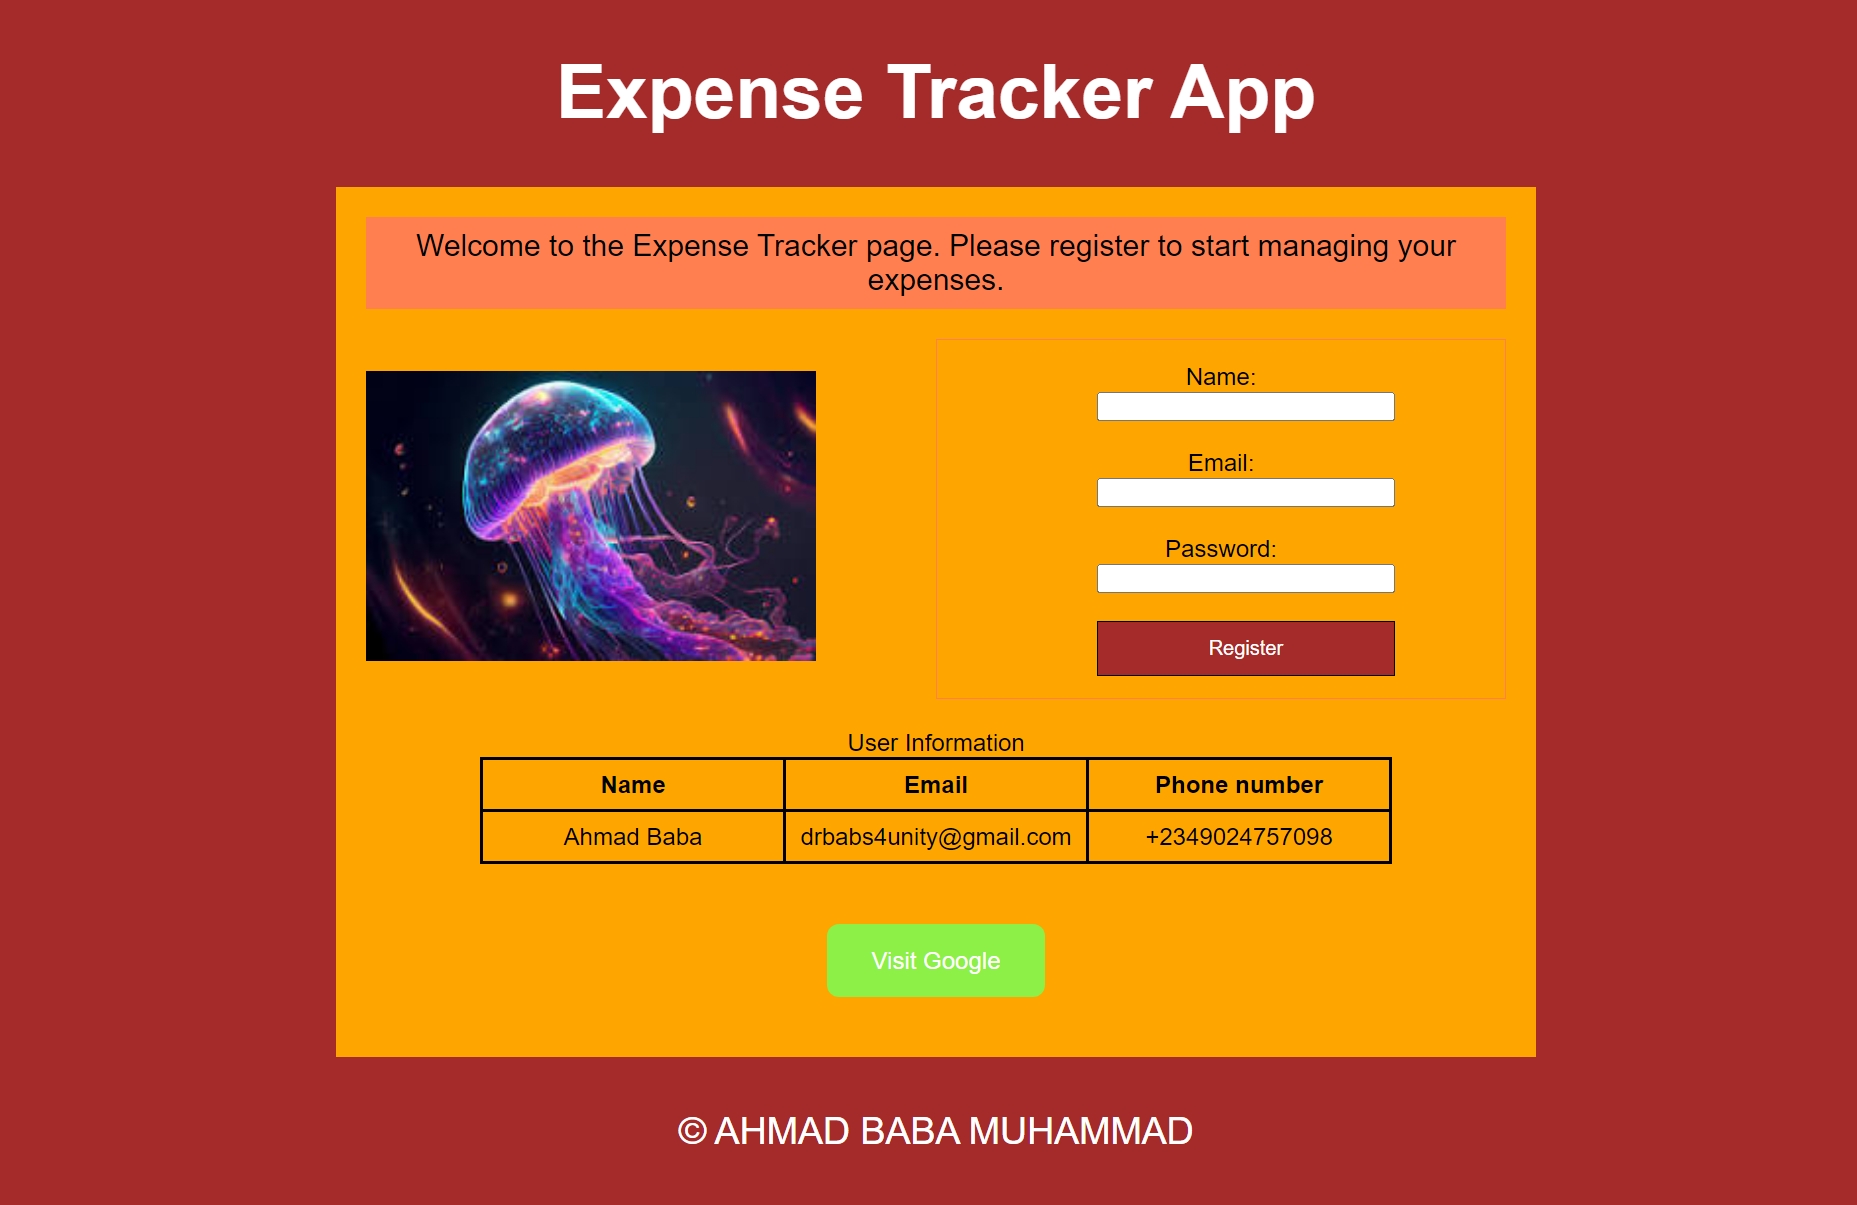 Expense Tracker App
Welcome to the Expense Tracker page. Please register to start managing your
expenses.
Name:
Email:
Password:
Register
User Information
Name Email Phone number
Ahmad Baba drbabs4unity@gmail.com +2349024757098
Visit Google
© AHMAD BABA MUHAMMAD